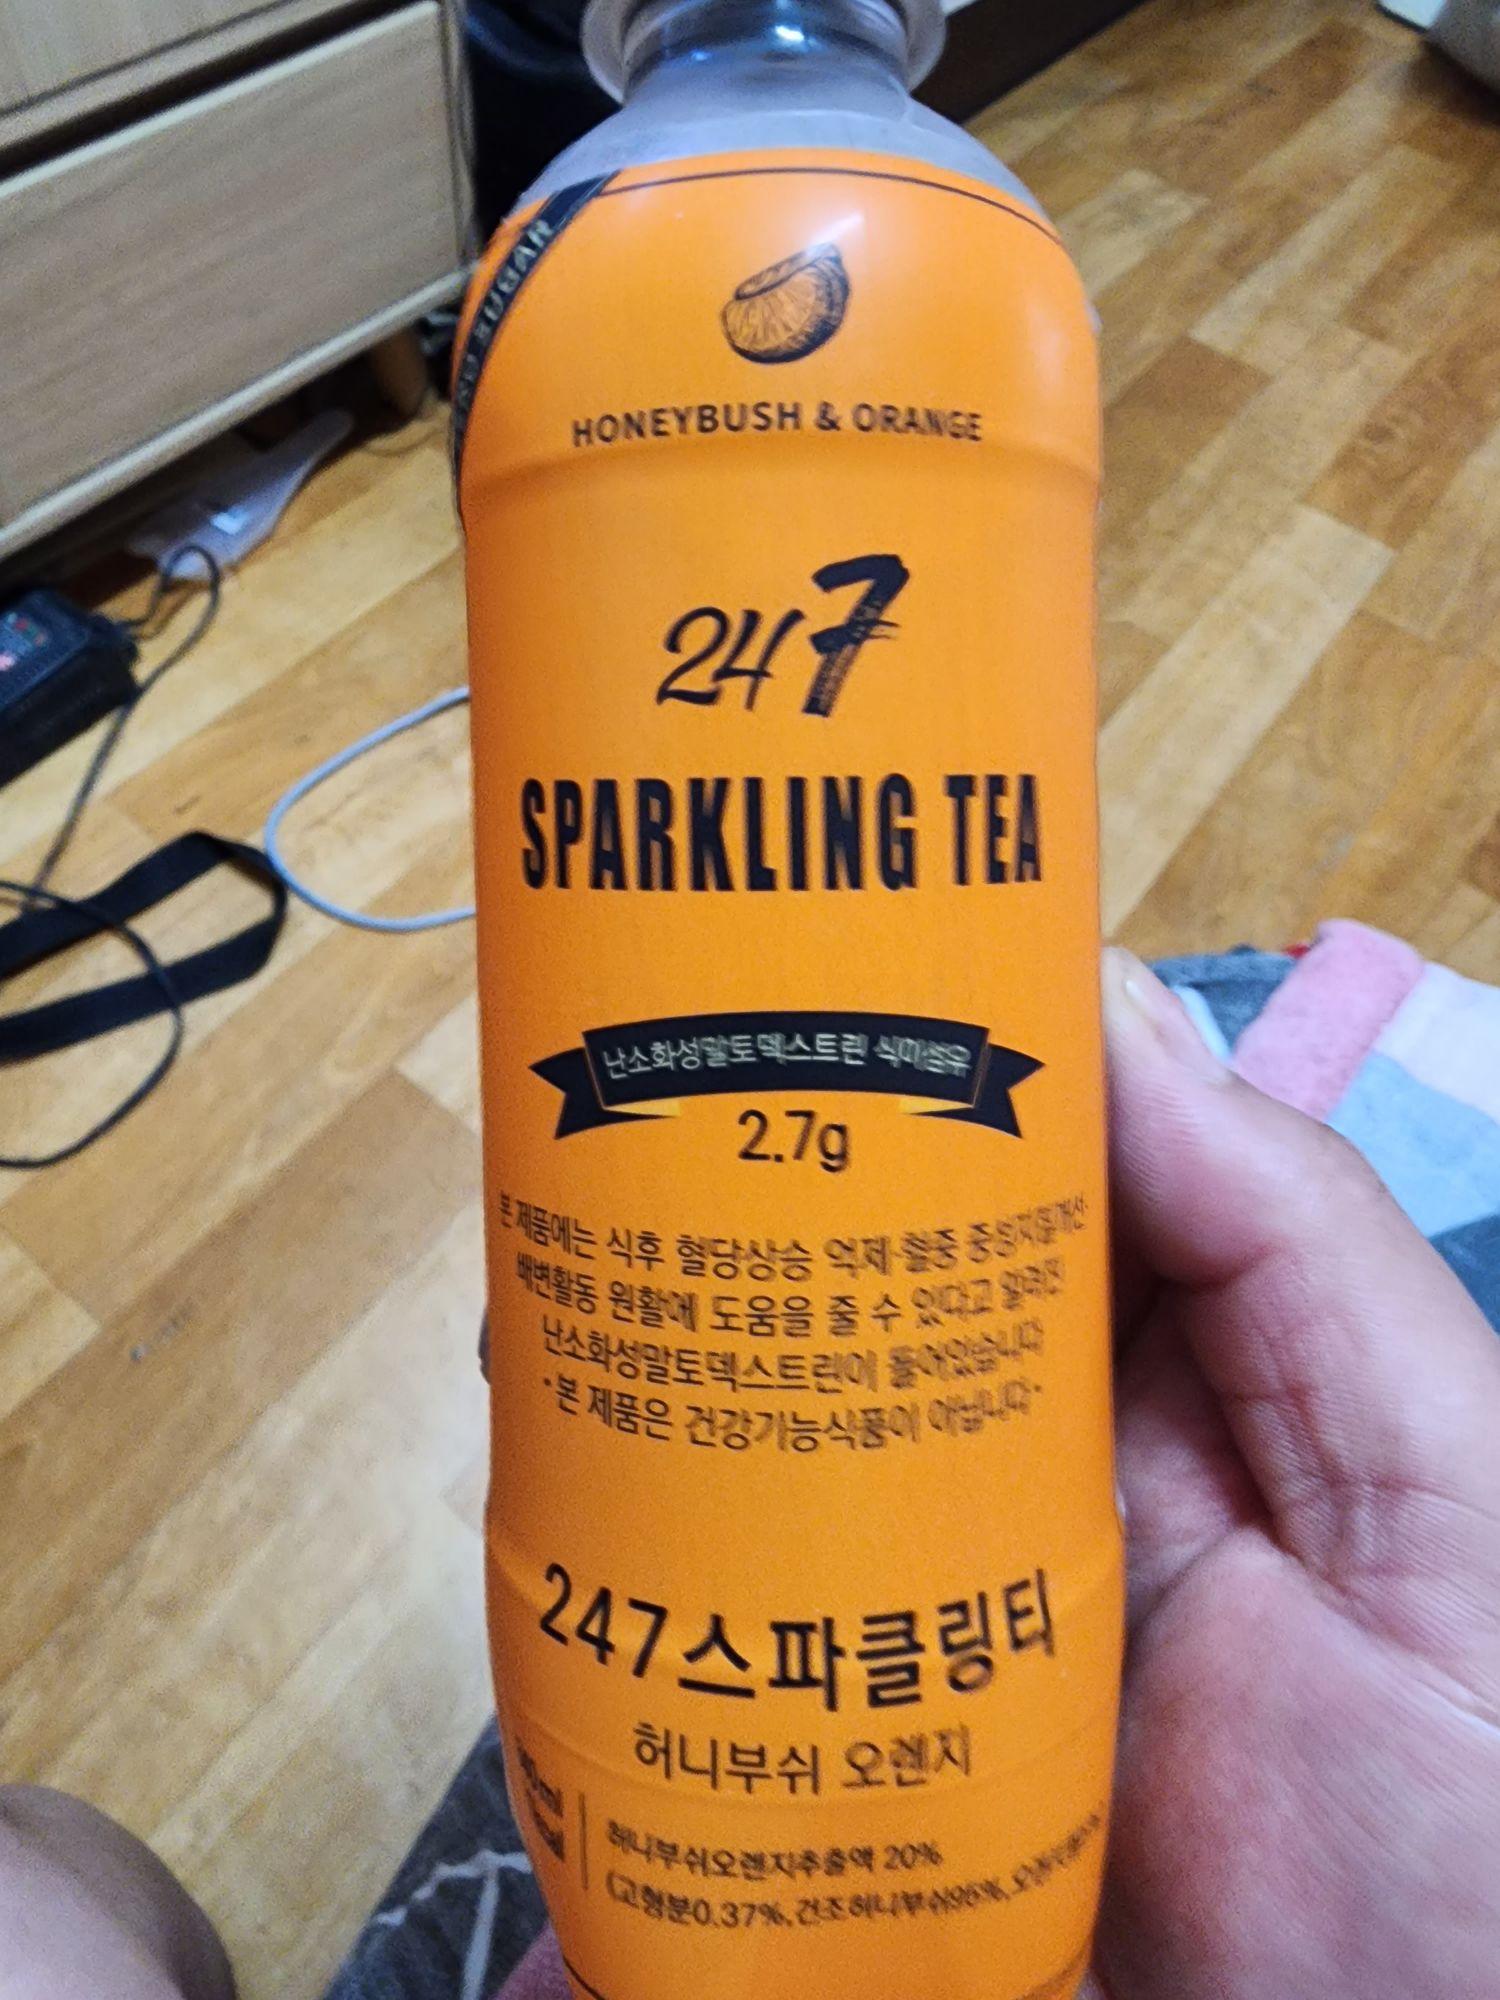 SUGAR
HONEYBUSH & ORANGE
247
SPARKLING TEA
난소화성말토덱스트린 식이섬유
2.7g
본 제품에는 식후 혈당상승 억제·혈중 중성지질개선·
배변활동 원활에 도움을 줄 수 있다고 알려진
난소화성말토덱스트린이 들어있습니다
·본 제품은 건강기능식품이 아닙니다·
247스파클링티
허니부쉬 오렌지
허니부쉬오렌지추출액 20%
(고형분0.37%, 건조허니부쉬95%,